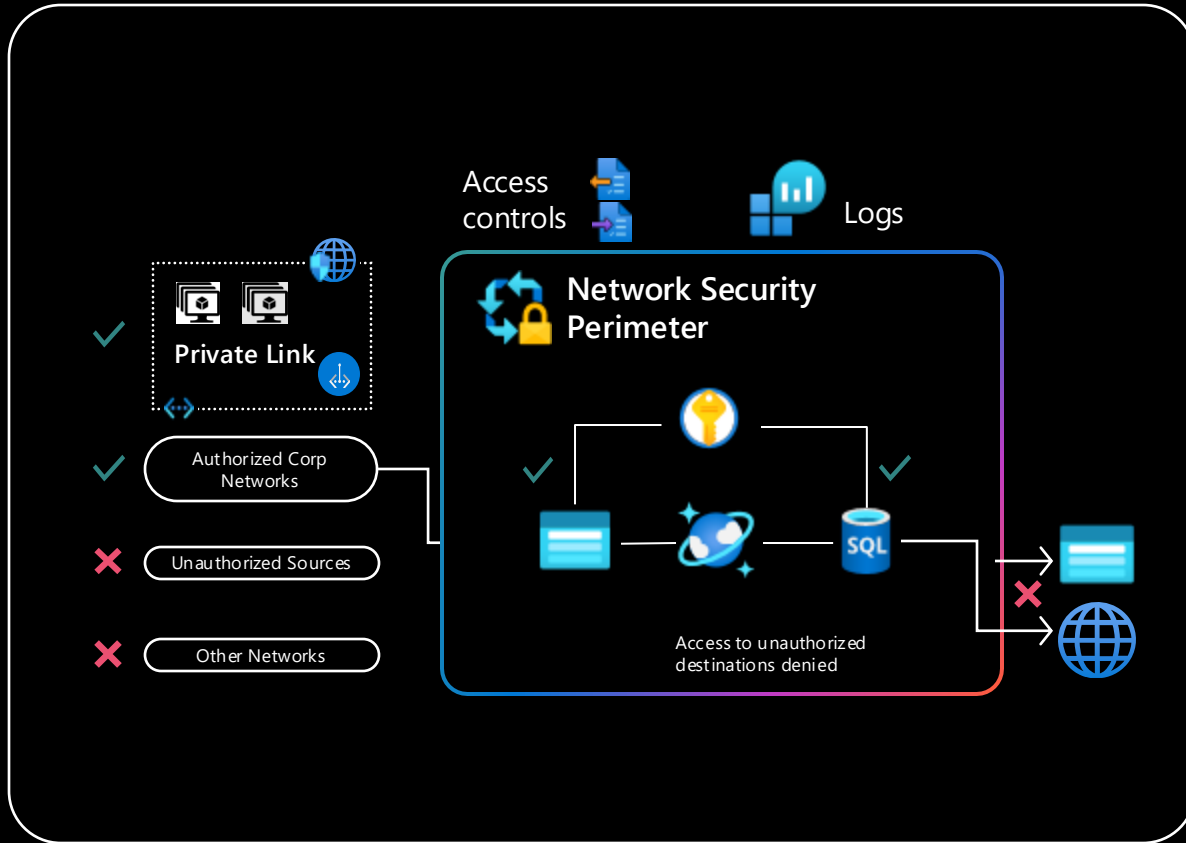 Access
controls
Logs
Network Security
Perimeter
Private Link
Authorized Corp
Networks
Unauthorized Sources
Other Networks
SQL
Access to unauthorized
destinations denied